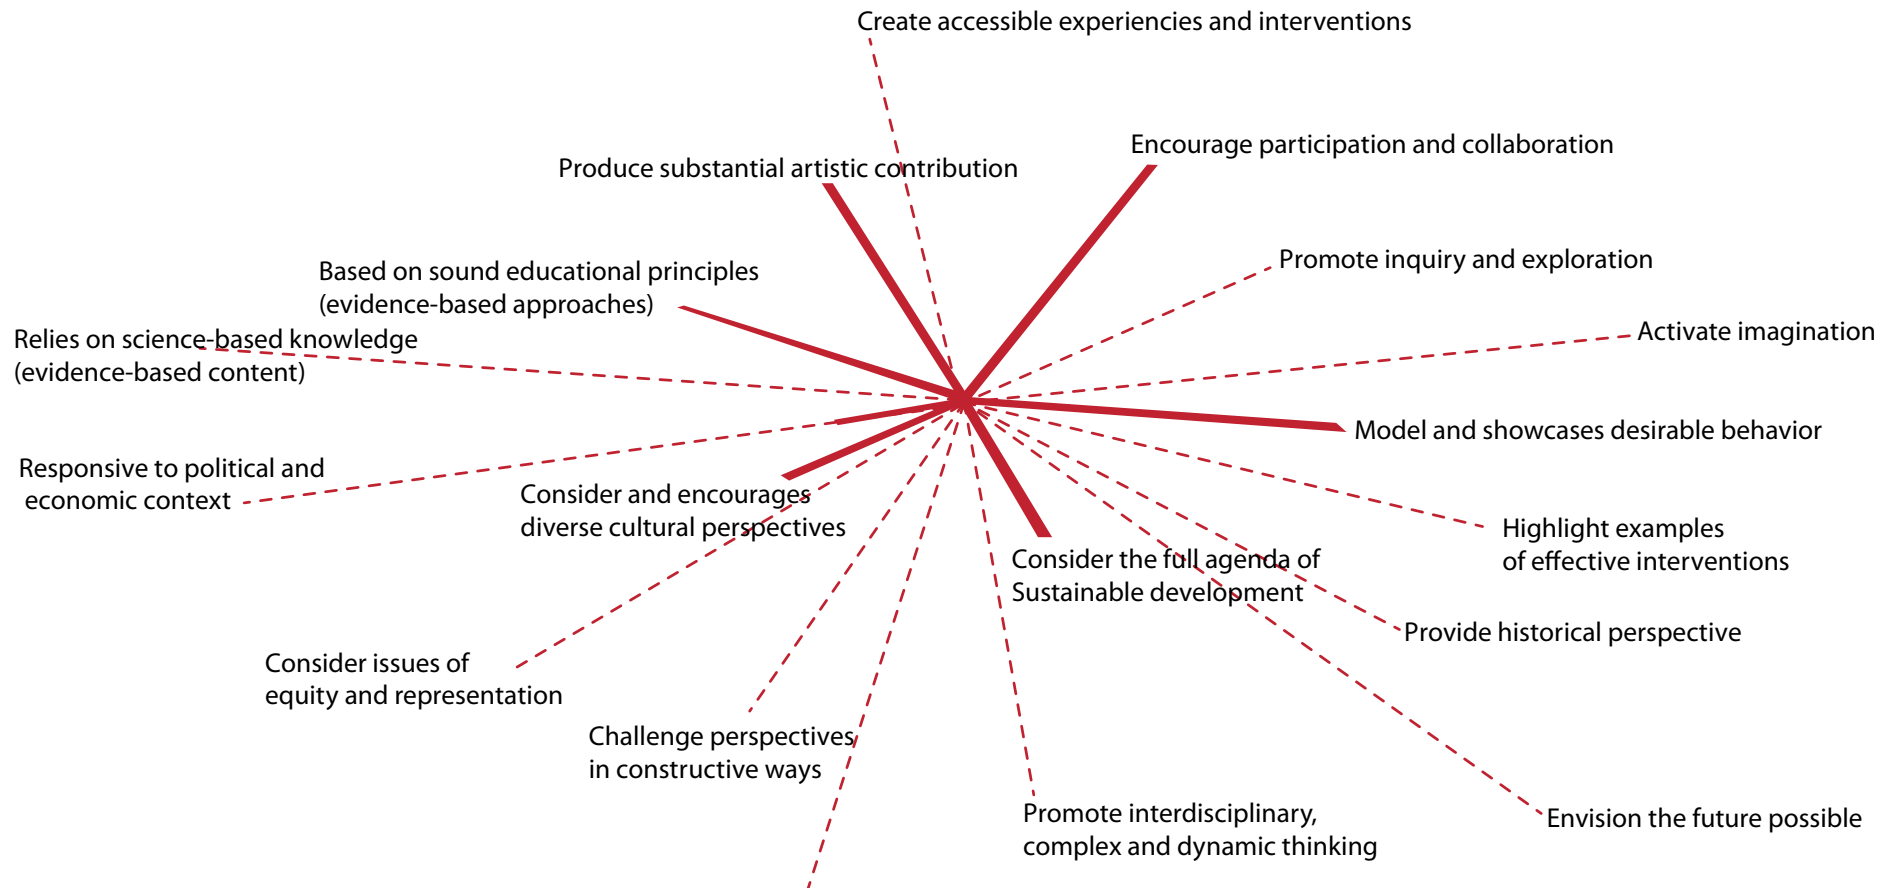 Create accessible experiencies and interventions
Encourage participation and collaboration
Produce substantial artistic contribution
Promote inquiry and exploration
Based on sound educational principles
(evidence-based approaches)
Relies on science-based knowledge
(evidence-based content)
Activate imagination
Model and showcases desirable behavior
Responsive to political and
economic context
Consider and encourages
diverse cultural perspectives
Highlight examples
of effective interventions
Consider the full agenda of
Sustainable development
Provide historical perspective
Consider issues of
equity and representation
Challenge perspectives
in constructive ways
Promote interdisciplinary,
complex and dynamic thinking
Envision the future possible